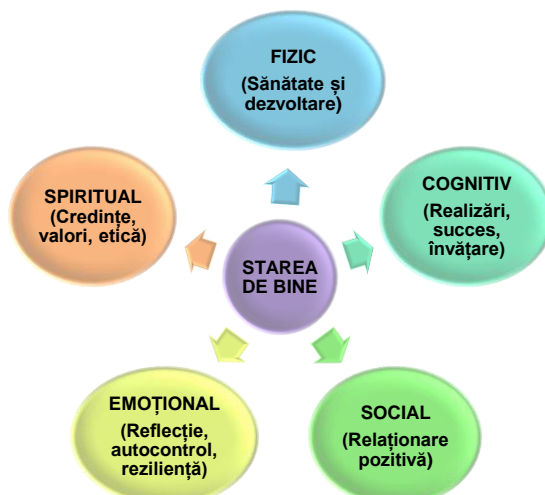 FIZIC
(Sănătate și
dezvoltare)
SPIRITUAL
(Credințe,
valori, etică)
COGNITIV
(Realizări,
succes,
învățare)
STAREA
DE BINE
EMOȚIONAL
(Reflecție,
autocontrol,
reziliență)
SOCIAL
(Relaționare
pozitivă)